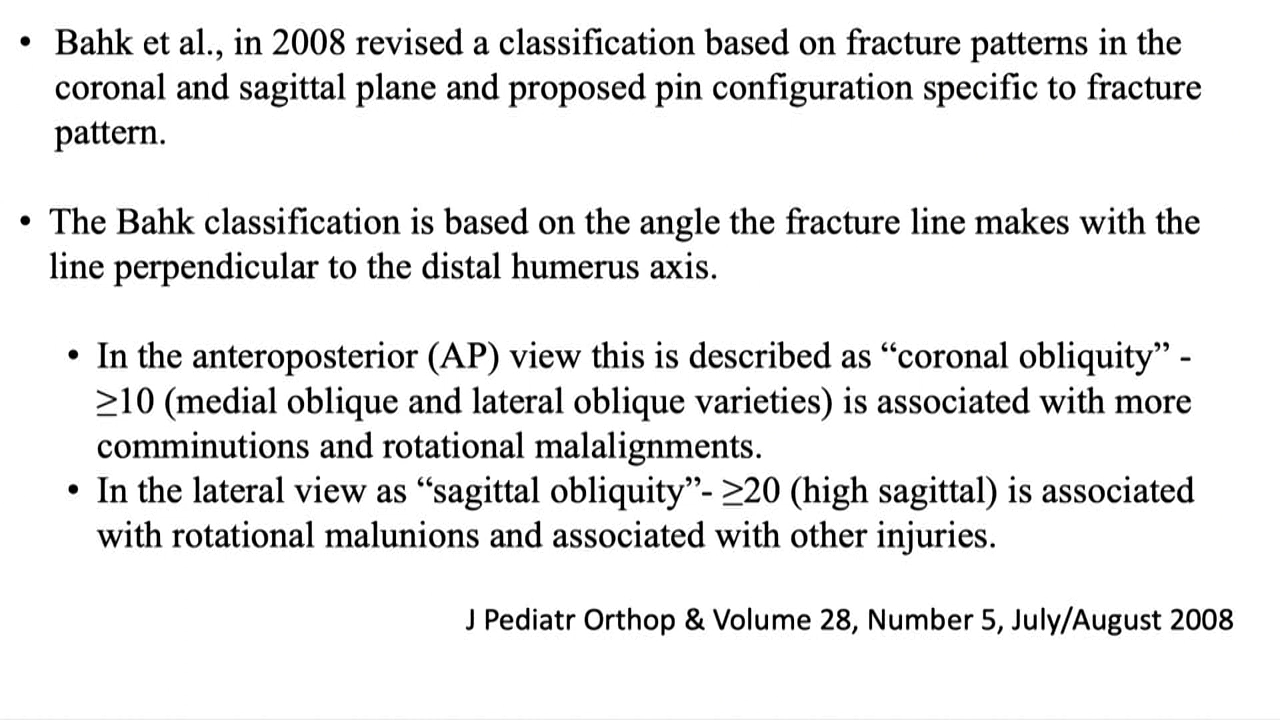 • Bahk et al., in 2008 revised a classification based on fracture patterns in the
coronal and sagittal plane and proposed pin configuration specific to fracture
pattern.
• The Bahk classification is based on the angle the fracture line makes with the
line perpendicular to the distal humerus axis.
• In the anteroposterior (AP) view this is described as “coronal obliquity” -
≥10 (medial oblique and lateral oblique varieties) is associated with more
comminutions and rotational malalignments.
• In the lateral view as “sagittal obliquity”- ≥20 (high sagittal) is associated
with rotational malunions and associated with other injuries.
J Pediatr Orthop & Volume 28, Number 5, July/August 2008